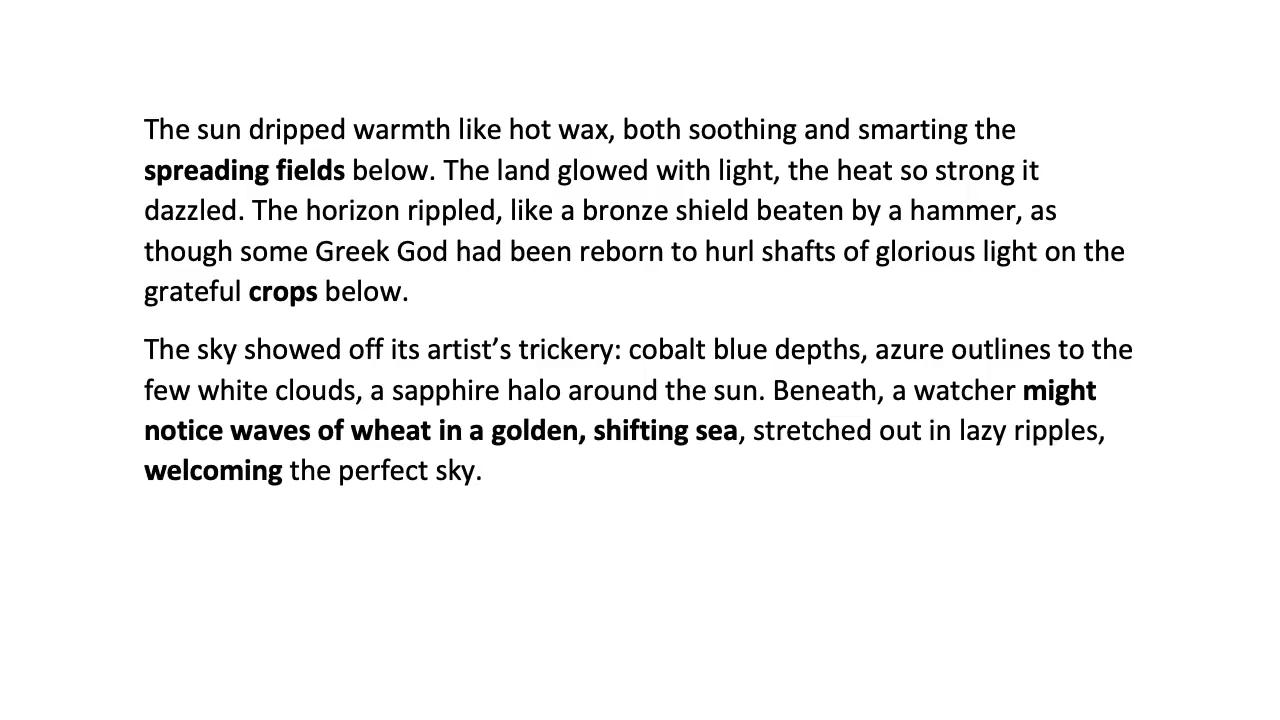 The sun dripped warmth like hot wax, both soothing and smarting the
spreading fields below. The land glowed with light, the heat so strong it
dazzled. The horizon rippled, like a bronze shield beaten by a hammer, as
though some Greek God had been reborn to hurl shafts of glorious light on the
grateful crops below.
The sky showed off its artist’s trickery: cobalt blue depths, azure outlines to the
few white clouds, a sapphire halo around the sun. Beneath, a watcher might
notice waves of wheat in a golden, shifting sea, stretched out in lazy ripples,
welcoming the perfect sky.